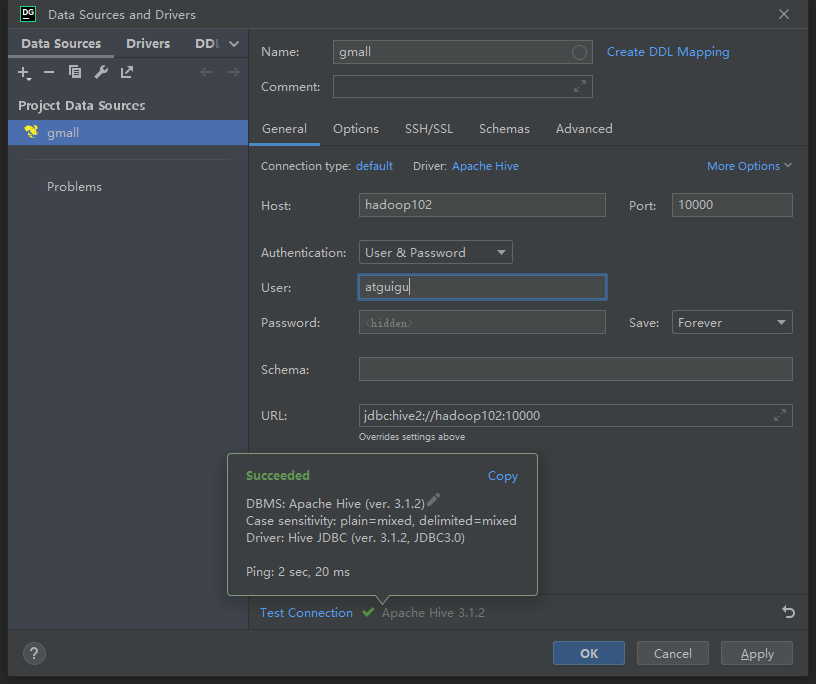 DG Data Sources and Drivers
Data Sources Drivers DDL
Name: gmall Create DDL Mapping
Comment:
Project Data Sources
gmall
Problems
General Options SSH/SSL Schemas Advanced
Connection type: default Driver: Apache Hive More Options
Host: hadoop102 Port: 10000
Authentication: User & Password
User: atguigu
Password: <hidden> Save: Forever
Schema:
URL: jdbc:hive2://hadoop102:10000
Overrides settings above
Succeeded Copy
DBMS: Apache Hive (ver. 3.1.2)
Case sensitivity: plain=mixed, delimited=mixed
Driver: Hive JDBC (ver. 3.1.2, JDBC3.0)
Ping: 2 sec, 20 ms
Test Connection Apache Hive 3.1.2
? OK Cancel Apply